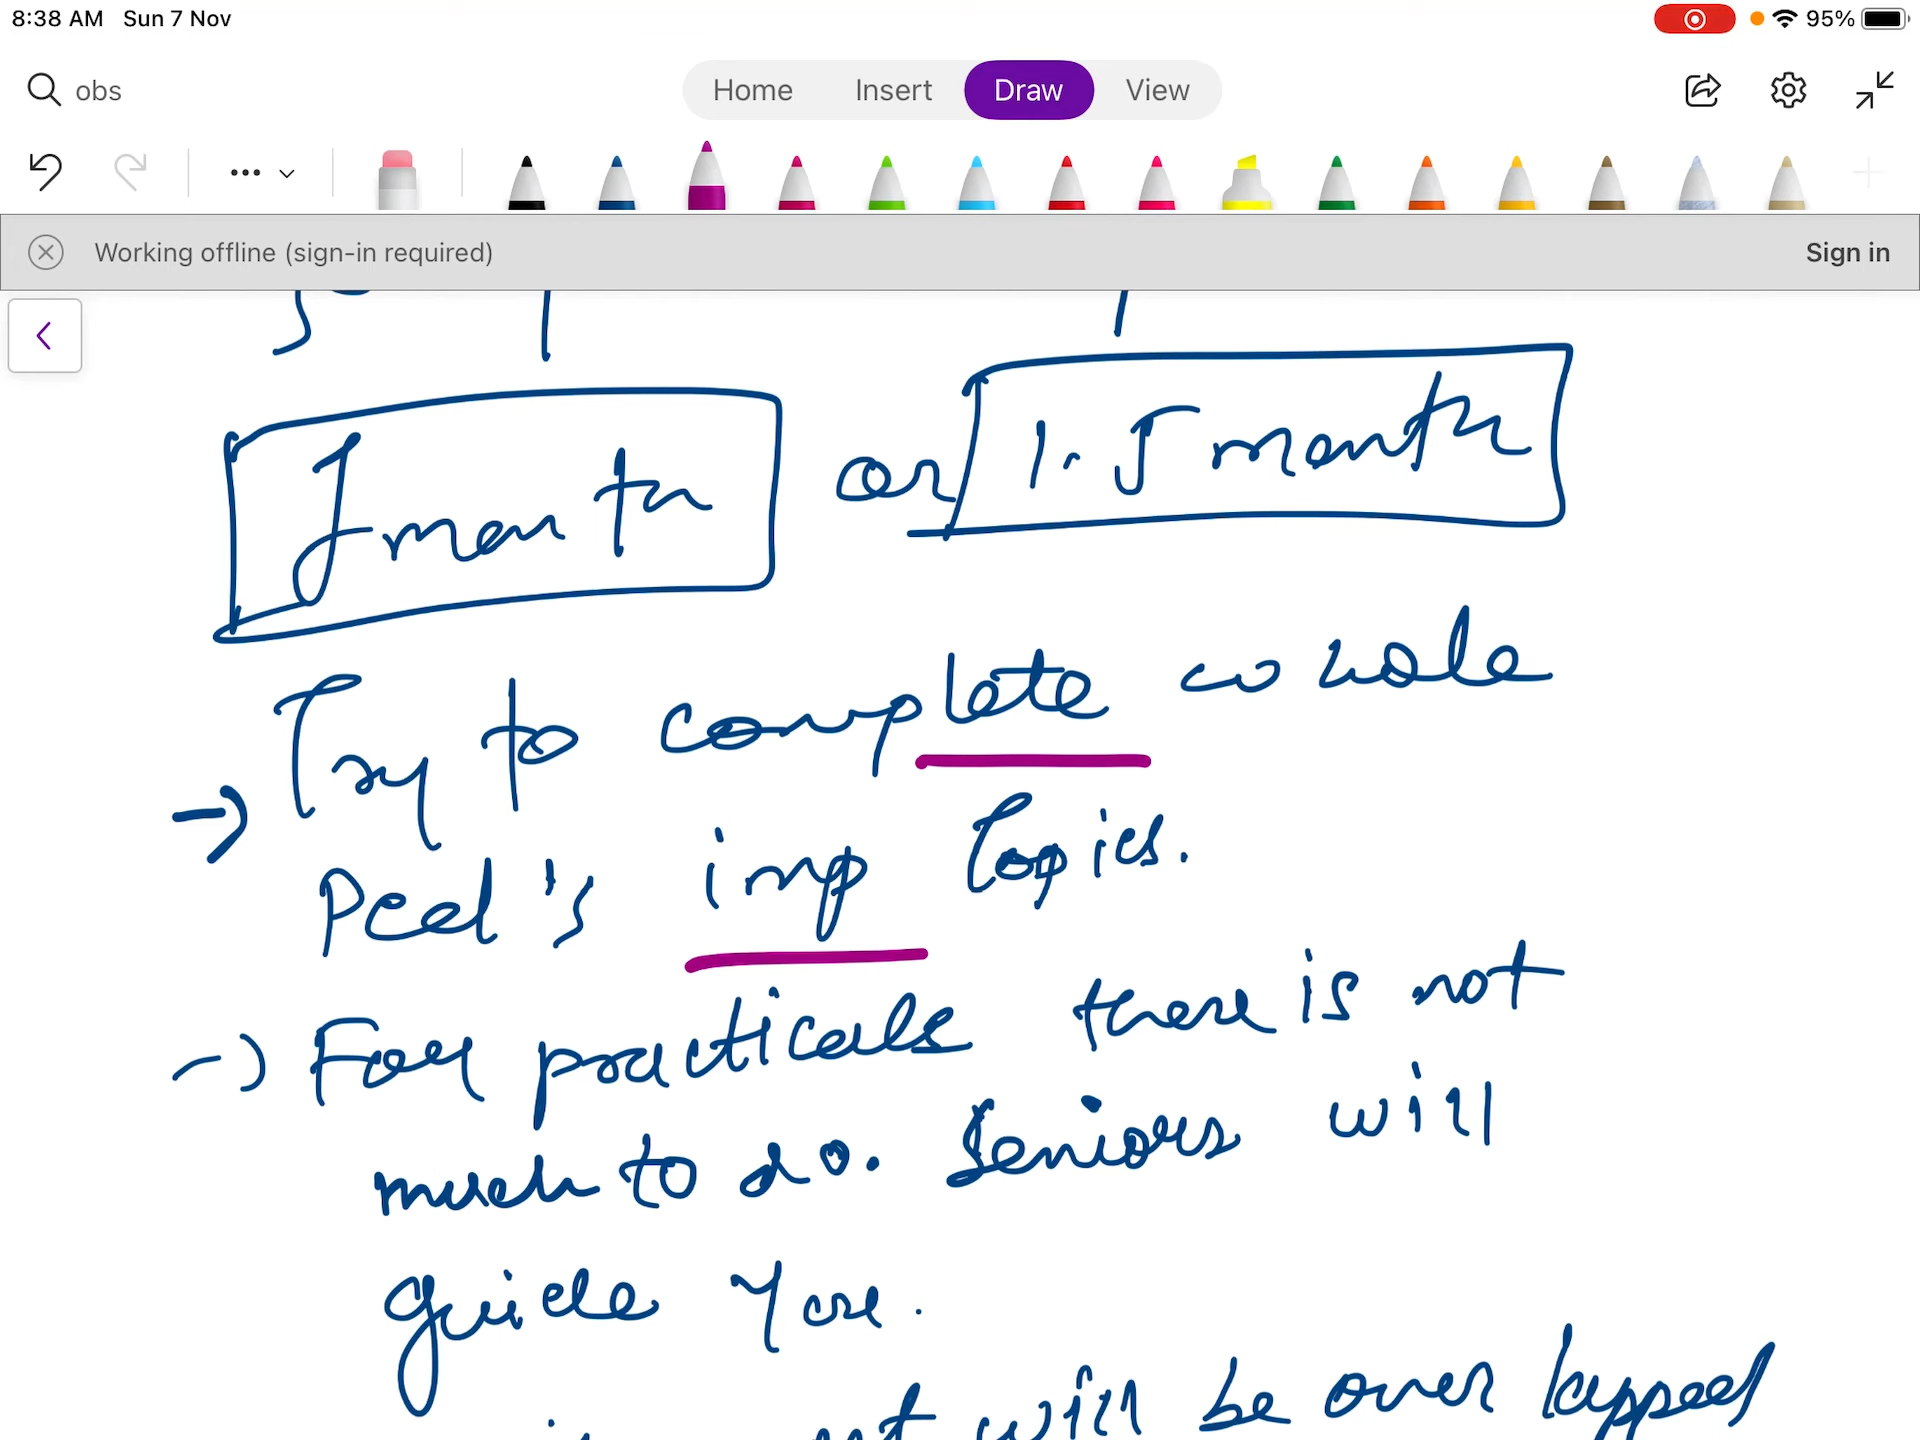 8:38 AM Sun 7 Nov 95%
obs Home Insert Draw View
Working offline (sign-in required) Sign in
1 month or 1.5 month
→ Try to complete whole
Ped's imp topics.
→ For practicals there is not
much to do. Seniors will
guide you.
will be over lapped